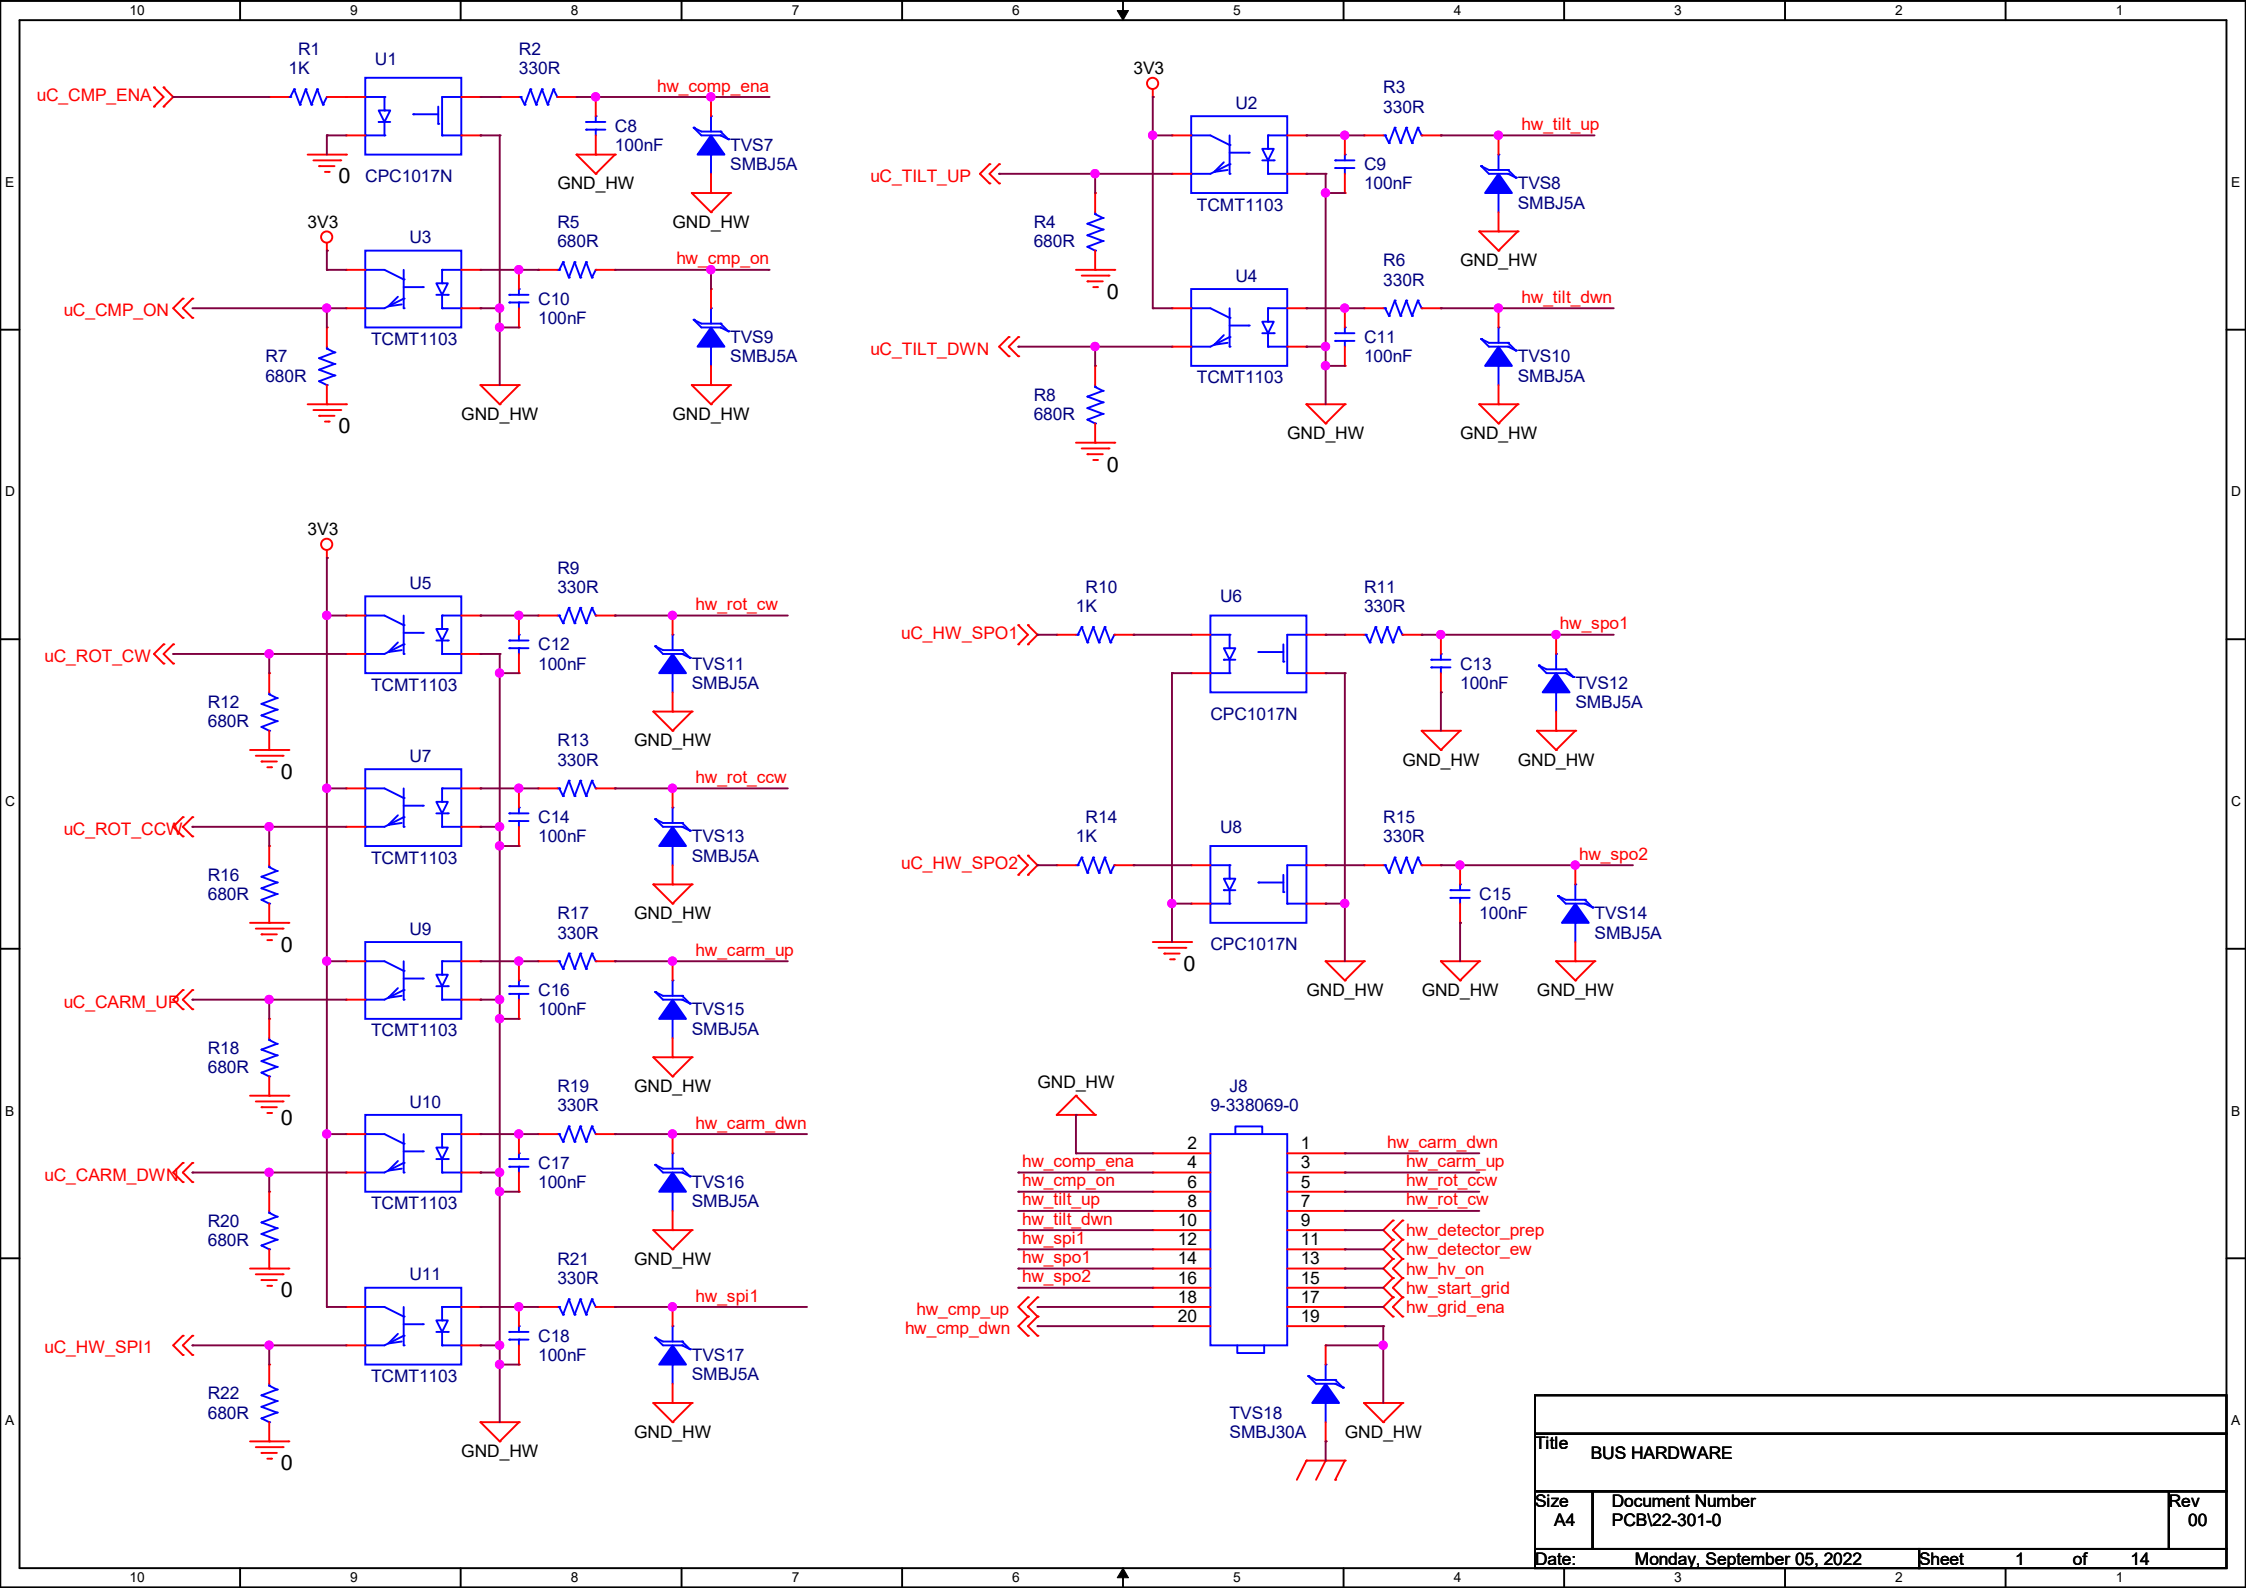 10 9 8 7 6 5 4 3 2 1
R1
1K
U1
R2
330R
uC_CMP_ENA
hw_comp_ena
C8
100nF
TVS7
SMBJ5A
0
CPC1017N
GND_HW
GND_HW
3V3
U3
R5
680R
hw_cmp_on
uC_CMP_ON
C10
100nF
TCMT1103
TVS9
SMBJ5A
R7
680R
0
GND_HW
GND_HW
3V3
U2
R3
330R
hw_tilt_up
uC_TILT_UP
C9
100nF
TVS8
SMBJ5A
TCMT1103
R4
680R
0
GND_HW
U4
R6
330R
hw_tilt_dwn
uC_TILT_DWN
C11
100nF
TVS10
SMBJ5A
TCMT1103
R8
680R
0
GND_HW
GND_HW
3V3
U5
R9
330R
hw_rot_cw
uC_ROT_CW
C12
100nF
TVS11
SMBJ5A
TCMT1103
R12
680R
0
GND_HW
U7
R13
330R
hw_rot_ccw
uC_ROT_CCW
C14
100nF
TVS13
SMBJ5A
TCMT1103
R16
680R
0
GND_HW
U9
R17
330R
hw_carm_up
uC_CARM_UP
C16
100nF
TVS15
SMBJ5A
TCMT1103
R18
680R
0
GND_HW
U10
R19
330R
hw_carm_dwn
uC_CARM_DWN
C17
100nF
TVS16
SMBJ5A
TCMT1103
R20
680R
0
GND_HW
U11
R21
330R
hw_spi1
uC_HW_SPI1
C18
100nF
TVS17
SMBJ5A
TCMT1103
R22
680R
0
GND_HW
GND_HW
R10
1K
U6
R11
330R
uC_HW_SPO1
hw_spo1
C13
100nF
TVS12
SMBJ5A
CPC1017N
GND_HW
GND_HW
R14
1K
U8
R15
330R
uC_HW_SPO2
hw_spo2
C15
100nF
TVS14
SMBJ5A
CPC1017N
0
GND_HW
GND_HW
GND_HW
GND_HW
J8
9-338069-0
2 1 hw_carm_dwn
hw_comp_ena 4 3 hw_carm_up
hw_cmp_on 6 5 hw_rot_ccw
hw_tilt_up 8 7 hw_rot_cw
hw_tilt_dwn 10 9 hw_detector_prep
hw_spi1 12 11 hw_detector_ew
hw_spo1 14 13 hw_hv_on
hw_spo2 16 15 hw_start_grid
hw_cmp_up 18 17 hw_grid_ena
hw_cmp_dwn 20 19
TVS18
SMBJ30A
GND_HW
E
D
C
B
A
E
D
C
B
A
Title
BUS HARDWARE
Size
A4
Document Number
PCB\22-301-0
Rev
00
Date: Monday, September 05, 2022 Sheet 1 of 14
10 9 8 7 6 5 4 3 2 1